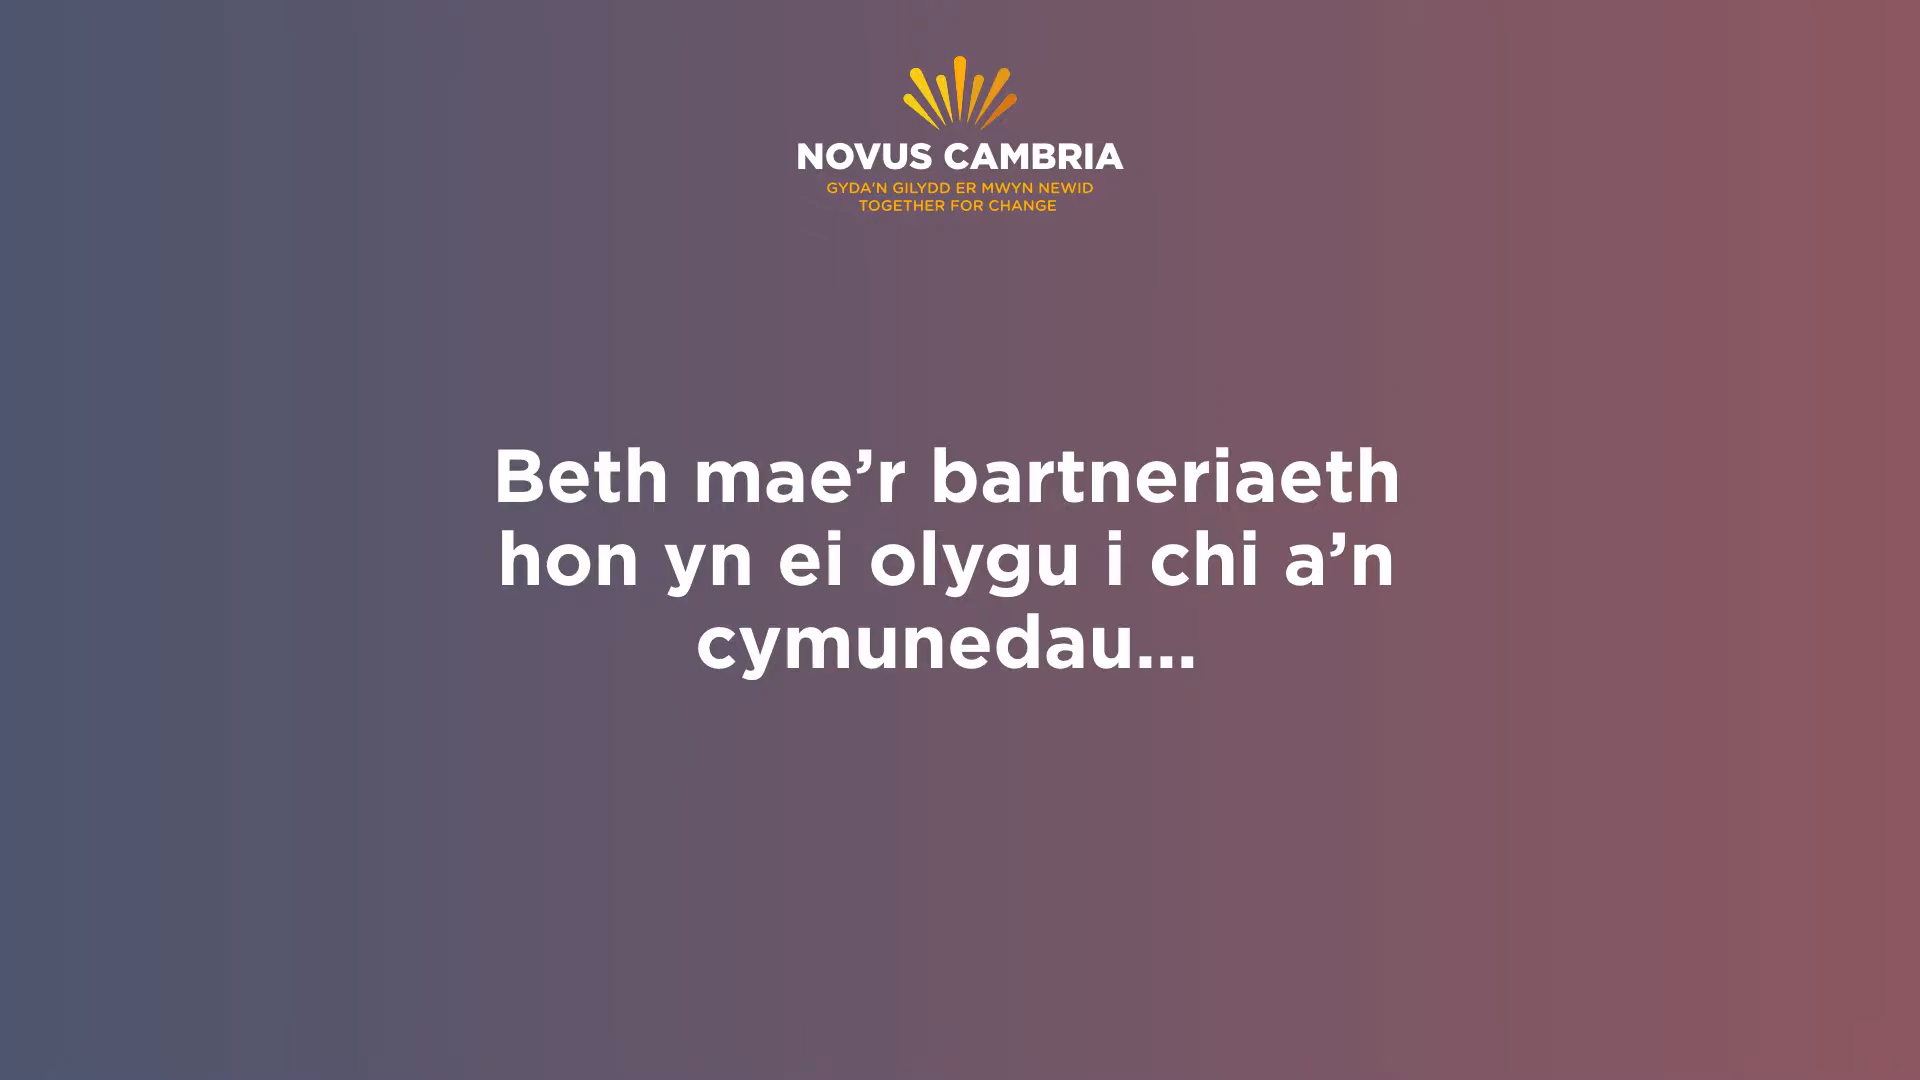 NOVUS CAMBRIA
GYDA'N GILYDD ER MWYN NEWID
TOGETHER FOR CHANGE
Beth mae’r bartneriaeth
hon yn ei olygu i chi a’n
cymunedau...